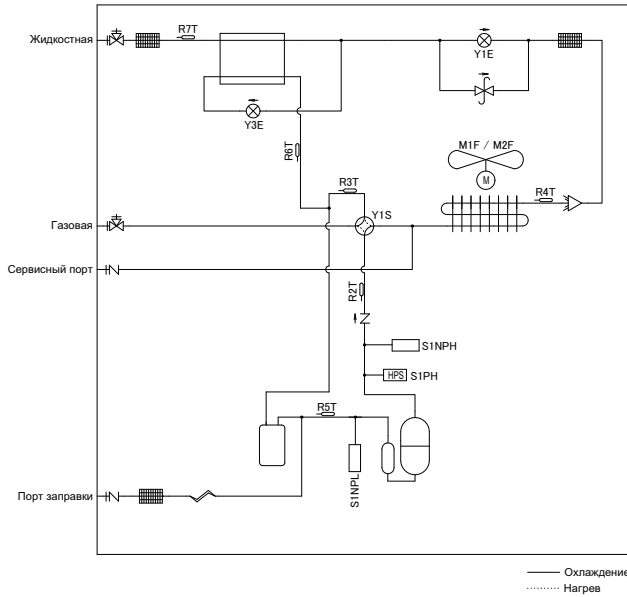 Жидкостная
R7T
Y1E
Y3E
R6T
M1F / M2F
M
R3T
R4T
Y1S
Газовая
Сервисный порт
R2T
S1NPH
HPS S1PH
R5T
S1NPL
Порт заправки
Охлаждение
Нагрев